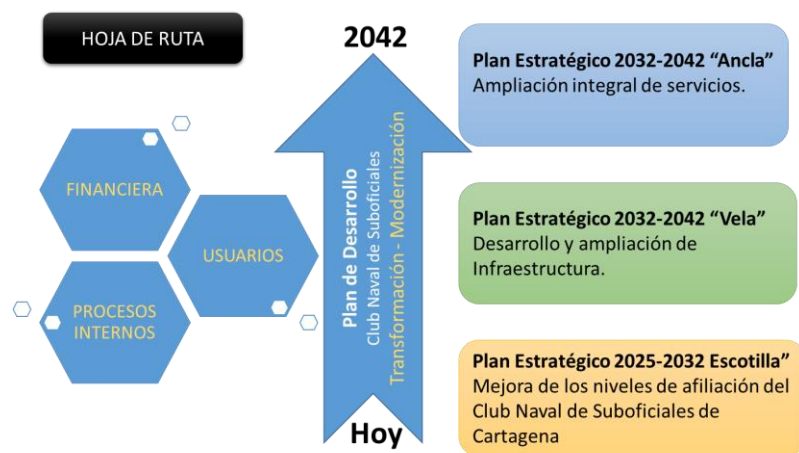 HOJA DE RUTA
FINANCIERA
USUARIOS
PROCESOS
INTERNOS
2042
Plan de Desarrollo
Club Naval de Suboficiales
Transformación - Modernización
Hoy
Plan Estratégico 2032-2042 “Ancla”
Ampliación integral de servicios.
Plan Estratégico 2032-2042 “Vela”
Desarrollo y ampliación de
Infraestructura.
Plan Estratégico 2025-2032 Escotilla”
Mejora de los niveles de afiliación del
Club Naval de Suboficiales de
Cartagena